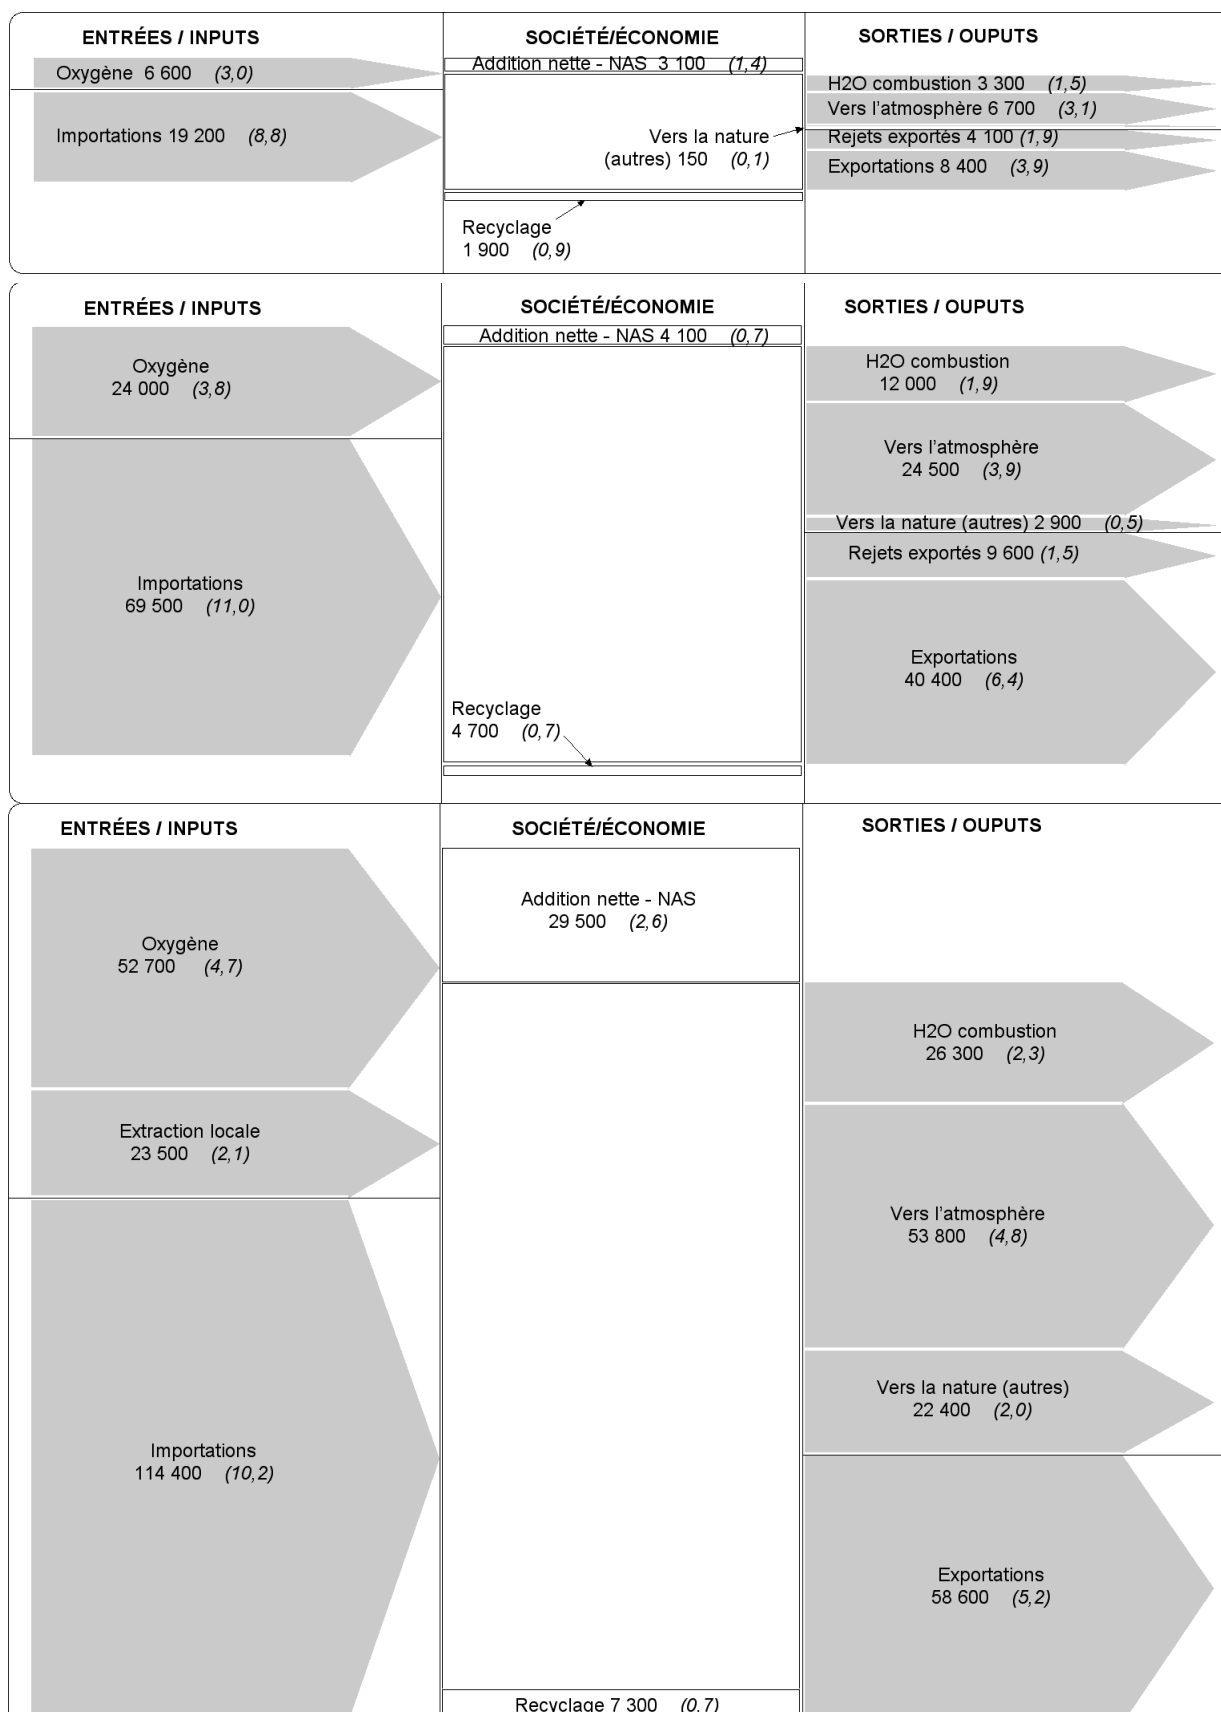 ENTRÉES / INPUTS
SOCIÉTÉ/ÉCONOMIE
SORTIES / OUPUTS
Oxygène 6 600 (3,0)
Importations 19 200 (8,8)
Addition nette - NAS 3 100 (1,4)
Vers la nature
(autres) 150 (0,1)
Recyclage
1 900 (0,9)
H2O combustion 3 300 (1,5)
Vers l'atmosphère 6 700 (3,1)
Rejets exportés 4 100 (1,9)
Exportations 8 400 (3,9)
ENTRÉES / INPUTS
SOCIÉTÉ/ÉCONOMIE
SORTIES / OUPUTS
Oxygène
24 000 (3,8)
Importations
69 500 (11,0)
Addition nette - NAS 4 100 (0,7)
Recyclage
4 700 (0,7)
H2O combustion
12 000 (1,9)
Vers l'atmosphère
24 500 (3,9)
Vers la nature (autres) 2 900 (0,5)
Rejets exportés 9 600 (1,5)
Exportations
40 400 (6,4)
ENTRÉES / INPUTS
SOCIÉTÉ/ÉCONOMIE
SORTIES / OUPUTS
Oxygène
52 700 (4,7)
Extraction locale
23 500 (2,1)
Importations
114 400 (10,2)
Addition nette - NAS
29 500 (2,6)
Recyclage 7 300 (0,7)
H2O combustion
26 300 (2,3)
Vers l'atmosphère
53 800 (4,8)
Vers la nature (autres)
22 400 (2,0)
Exportations
58 600 (5,2)